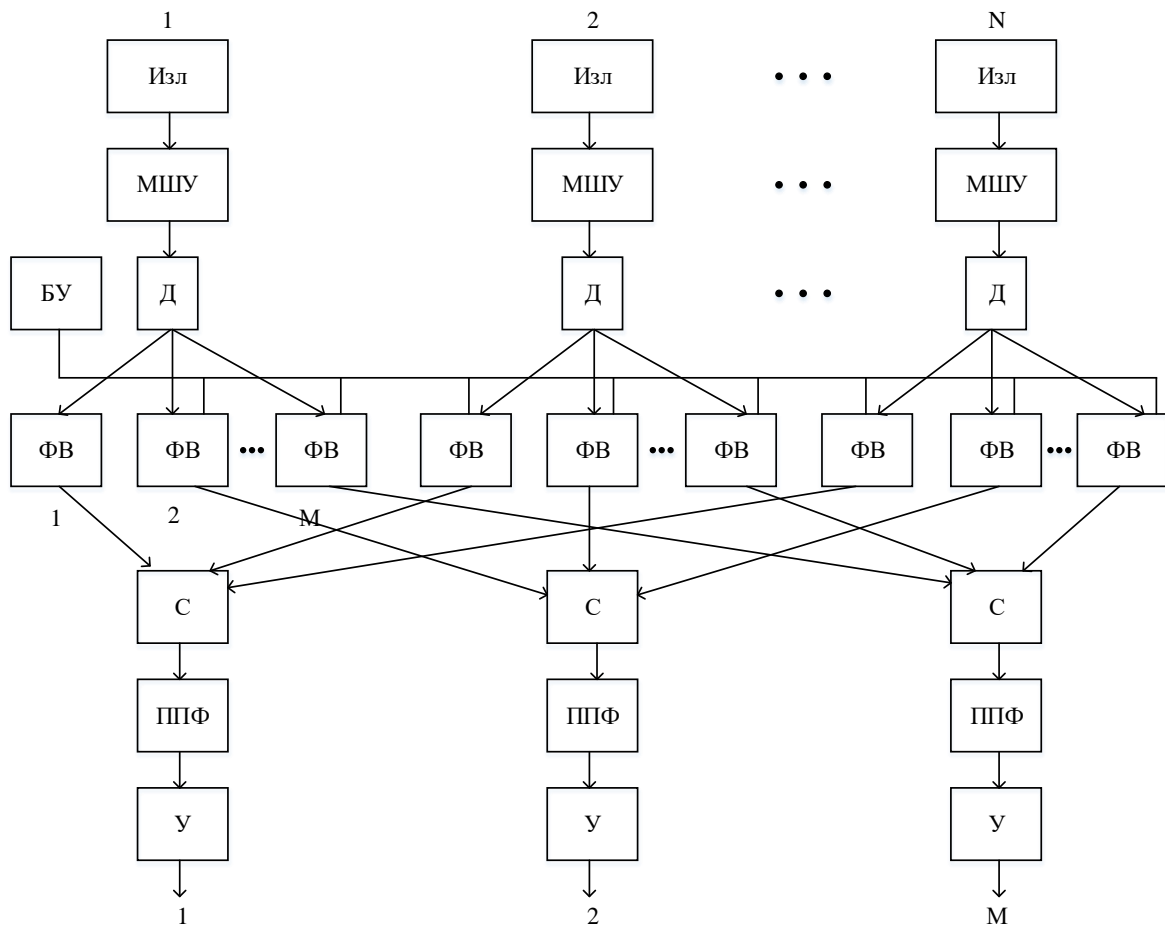 1 2 N
Изл Изл • • • Изл
МШУ МШУ • • • МШУ
БУ Д Д • • • Д
ФВ ФВ ••• ФВ ФВ ФВ ••• ФВ ФВ ФВ ••• ФВ
1 2 М
С С С
ППФ ППФ ППФ
У У У
1 2 М